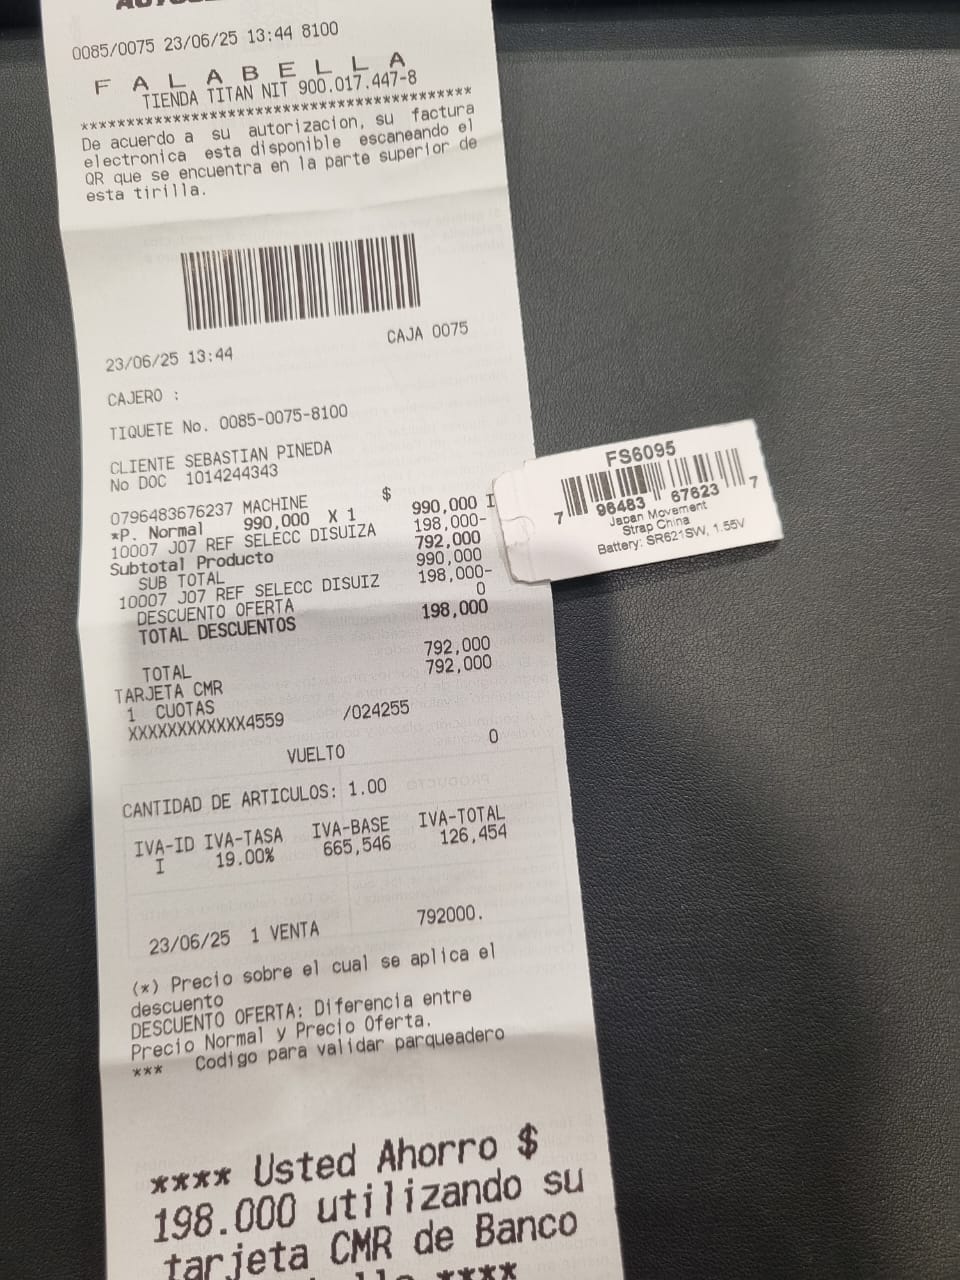 0085/0075 23/06/25 13:44 8100
F A L A B E L L A
TIENDA TITAN NIT 900.017.447-8
******************************************
De acuerdo a su autorizacion, su factura
electronica esta disponible escaneando el
QR que se encuentra en la parte superior de
esta tirilla.
23/06/25 13:44 CAJA 0075
CAJERO :
TIQUETE No. 0085-0075-8100
CLIENTE SEBASTIAN PINEDA
No DOC 1014244343
$
0796483676237 MACHINE 990,000 I
*P. Normal 990,000 X 1
10007 J07 REF SELECC DISUIZA 198,000-
Subtotal Producto 792,000
SUB TOTAL 990,000
10007 J07 REF SELECC DISUIZ 198,000-
DESCUENTO OFERTA 0
TOTAL DESCUENTOS 198,000
TOTAL 792,000
TARJETA CMR 792,000
1 CUOTAS
XXXXXXXXXXXX4559 /024255
VUELTO 0
CANTIDAD DE ARTICULOS: 1.00
IVA-ID IVA-TASA IVA-BASE IVA-TOTAL
I 19.00% 665,546 126,454
23/06/25 1 VENTA 792000.
(*) Precio sobre el cual se aplica el
descuento
DESCUENTO OFERTA: Diferencia entre
Precio Normal y Precio Oferta.
*** Codigo para validar parqueadero
**** Usted Ahorro $
198.000 utilizando su
tarjeta CMR de Banco
****
FS6095
7 96483 67623 7
Japan Movement
Strap China
Battery: SR621SW, 1.55V